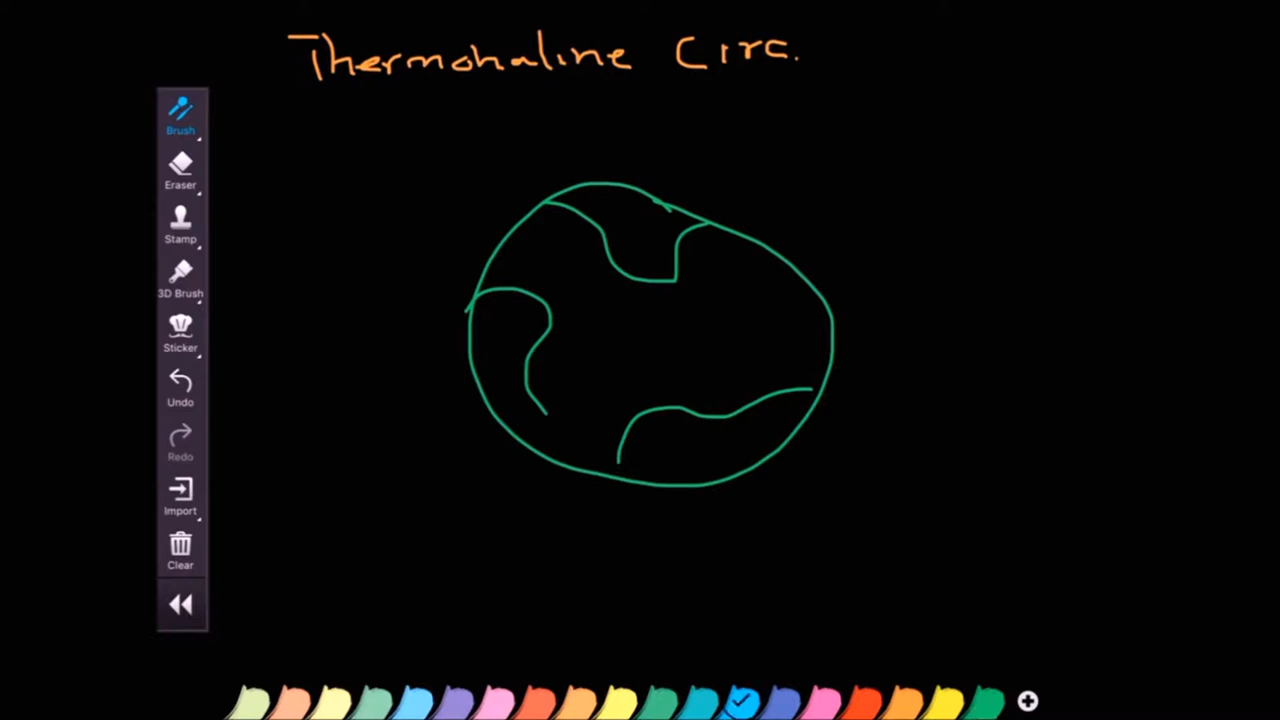 Thermohaline Circ.
Brush
Eraser
Stamp
3D Brush
Sticker
Undo
Redo
Import
Clear